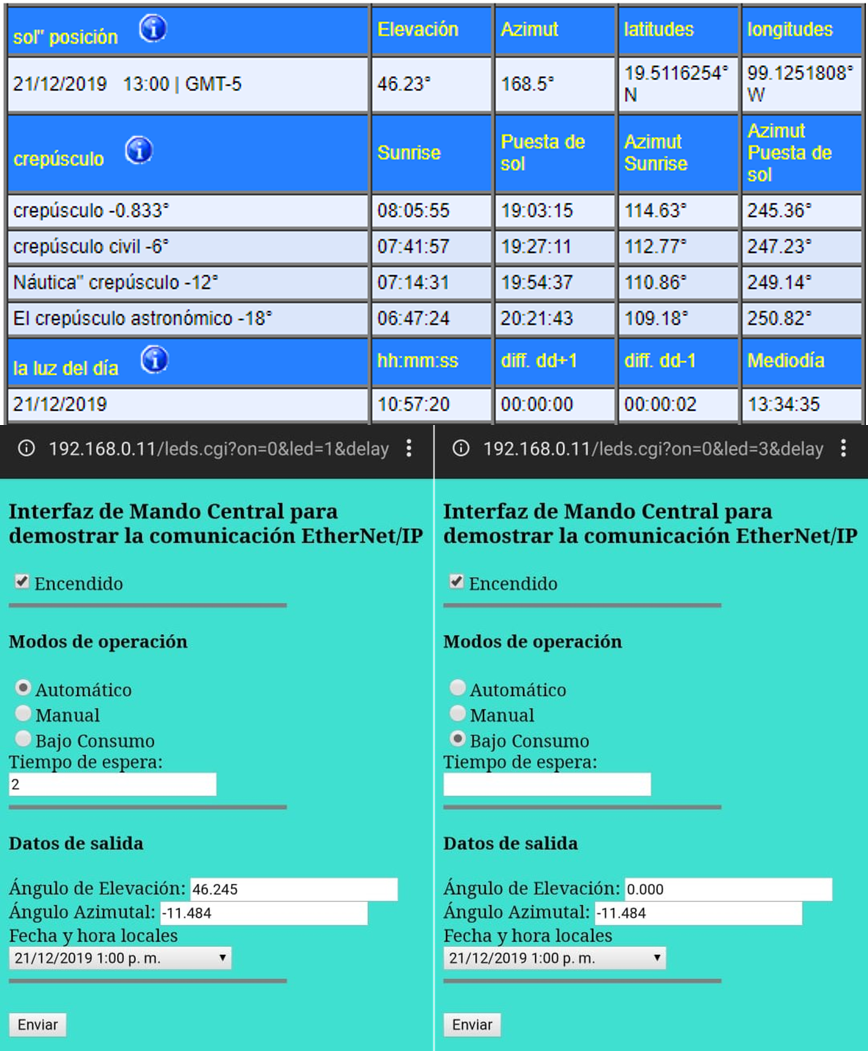 sol" posición Elevación Azimut latitudes longitudes
21/12/2019 13:00 | GMT-5 46.23° 168.5° 19.5116254° N 99.1251808° W
crepúsculo Sunrise Puesta de sol Azimut Sunrise Azimut Puesta de sol
crepúsculo -0.833° 08:05:55 19:03:15 114.63° 245.36°
crepúsculo civil -6° 07:41:57 19:27:11 112.77° 247.23°
Náutica" crepúsculo -12° 07:14:31 19:54:37 110.86° 249.14°
El crepúsculo astronómico -18° 06:47:24 20:21:43 109.18° 250.82°
la luz del día hh:mm:ss diff. dd+1 diff. dd-1 Mediodía
21/12/2019 10:57:20 00:00:00 00:00:02 13:34:35
192.168.0.11/leds.cgi?on=0&led=1&delay
Interfaz de Mando Central para
demostrar la comunicación EtherNet/IP
Encendido
Modos de operación
Automático
Manual
Bajo Consumo
Tiempo de espera:
2
Datos de salida
Ángulo de Elevación: 46.245
Ángulo Azimutal: -11.484
Fecha y hora locales
21/12/2019 1:00 p. m.
Enviar
192.168.0.11/leds.cgi?on=0&led=3&delay
Interfaz de Mando Central para
demostrar la comunicación EtherNet/IP
Encendido
Modos de operación
Automático
Manual
Bajo Consumo
Tiempo de espera:
Datos de salida
Ángulo de Elevación: 0.000
Ángulo Azimutal: -11.484
Fecha y hora locales
21/12/2019 1:00 p. m.
Enviar